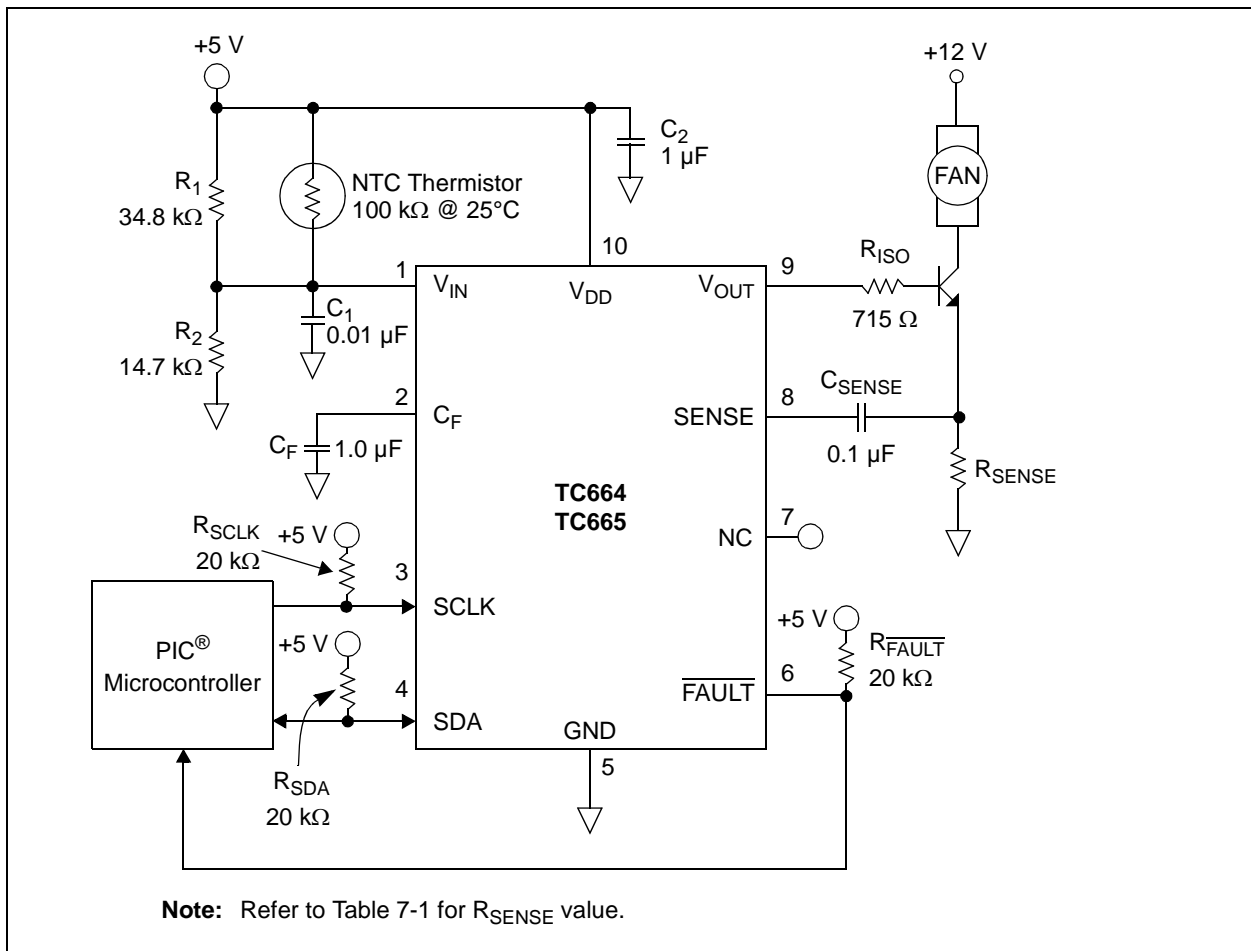 +5 V
+12 V
C2
1 µF
FAN
R1
34.8 kΩ
NTC Thermistor
100 kΩ @ 25°C
10
RISO
9
1
VIN
VDD
VOUT
715 Ω
C1
0.01 µF
R2
14.7 kΩ
CSENSE
2
8
CF
SENSE
CF
1.0 µF
0.1 µF
RSENSE
TC664
TC665
RSCLK
20 kΩ
+5 V
7
NC
3
SCLK
+5 V
PIC®
Microcontroller
+5 V
RFAULT
20 kΩ
6
FAULT
4
SDA
GND
5
RSDA
20 kΩ
Note: Refer to Table 7-1 for RSENSE value.